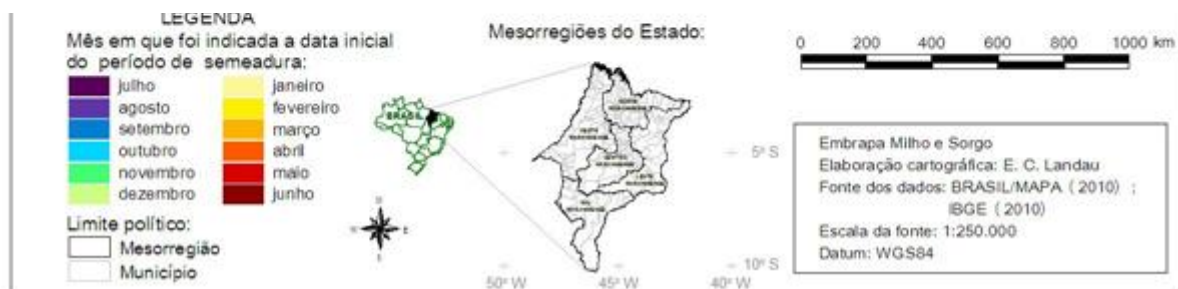 LEGENDA
Mês em que foi indicada a data inicial
do período de semeadura:
julho
agosto
setembro
outubro
novembro
dezembro
janeiro
fevereiro
março
abril
maio
junho
Limite político:
Mesorregião
Município
Mesorregiões do Estado:
BRASIL
5º S
10º S
50º W
45º W
40º W
0 200 400 600 800 1000 km
Embrapa Milho e Sorgo
Elaboração cartográfica: E. C. Landau
Fonte dos dados: BRASIL/MAPA ( 2010) ;
IBGE ( 2010)
Escala da fonte: 1:250.000
Datum: WGS84